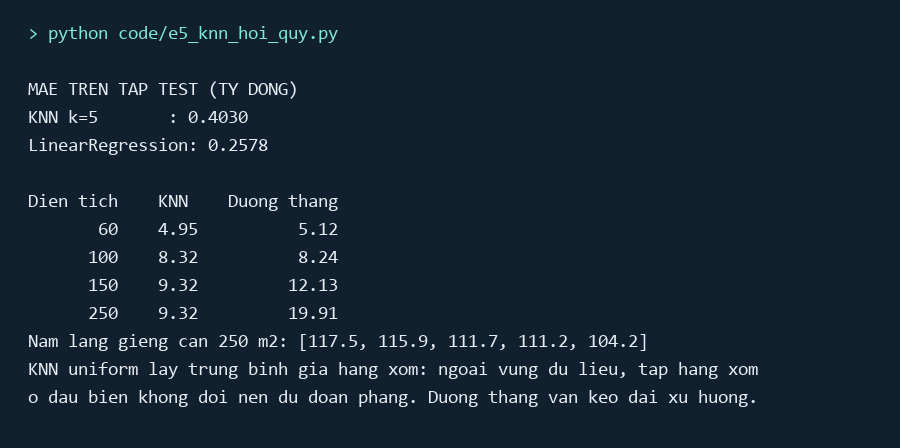 > python code/e5_knn_hoi_quy.py
MAE TREN TAP TEST (TY DONG)
KNN k=5       : 0.4030
LinearRegression: 0.2578
Dien tich    KNN    Duong thang
       60    4.95          5.12
      100    8.32          8.24
      150    9.32         12.13
      250    9.32         19.91
Nam lang gieng can 250 m2: [117.5, 115.9, 111.7, 111.2, 104.2]
KNN uniform lay trung binh gia hang xom: ngoai vung du lieu, tap hang xom
o dau bien khong doi nen du doan phang. Duong thang van keo dai xu huong.